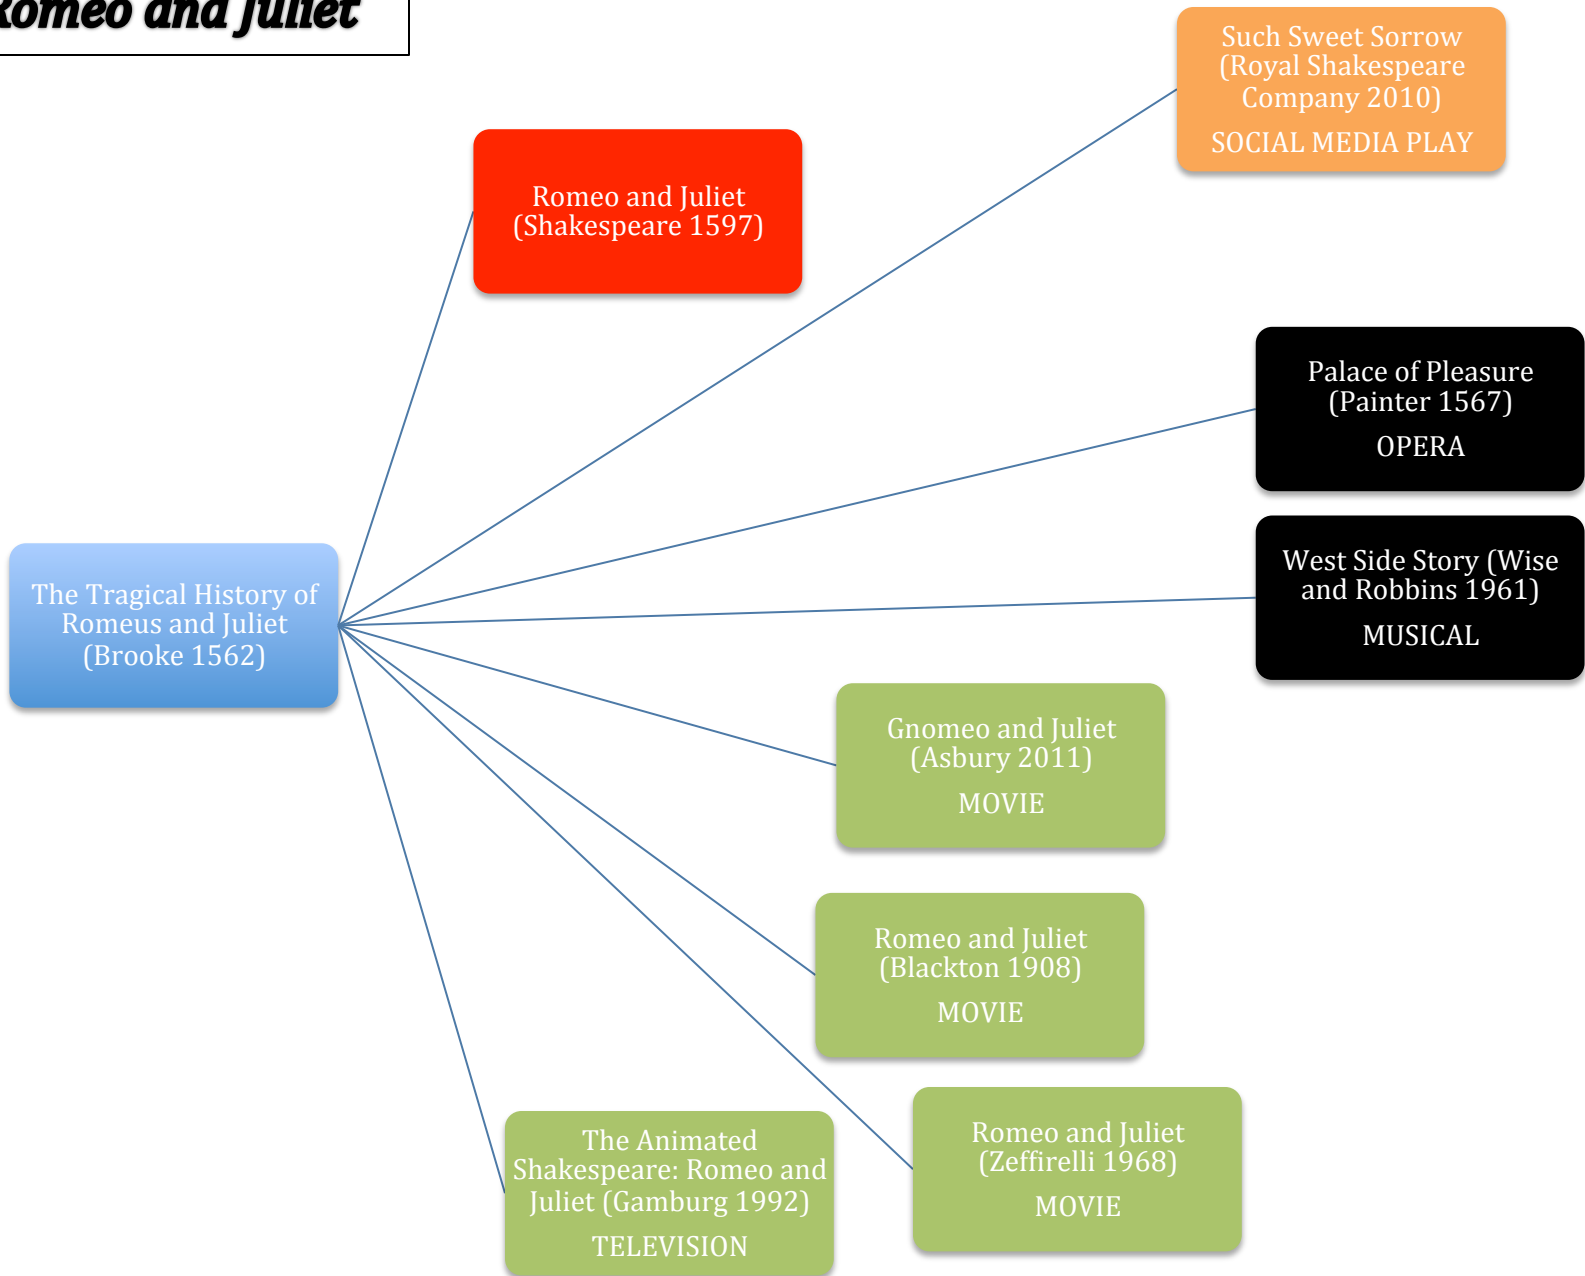 Romeo and Juliet
Such Sweet Sorrow
(Royal Shakespeare
Company 2010)
SOCIAL MEDIA PLAY
Romeo and Juliet
(Shakespeare 1597)
Palace of Pleasure
(Painter 1567)
OPERA
West Side Story (Wise
and Robbins 1961)
MUSICAL
The Tragical History of
Romeus and Juliet
(Brooke 1562)
Gnomeo and Juliet
(Asbury 2011)
MOVIE
Romeo and Juliet
(Blackton 1908)
MOVIE
Romeo and Juliet
(Zeffirelli 1968)
MOVIE
The Animated
Shakespeare: Romeo and
Juliet (Gamburg 1992)
TELEVISION